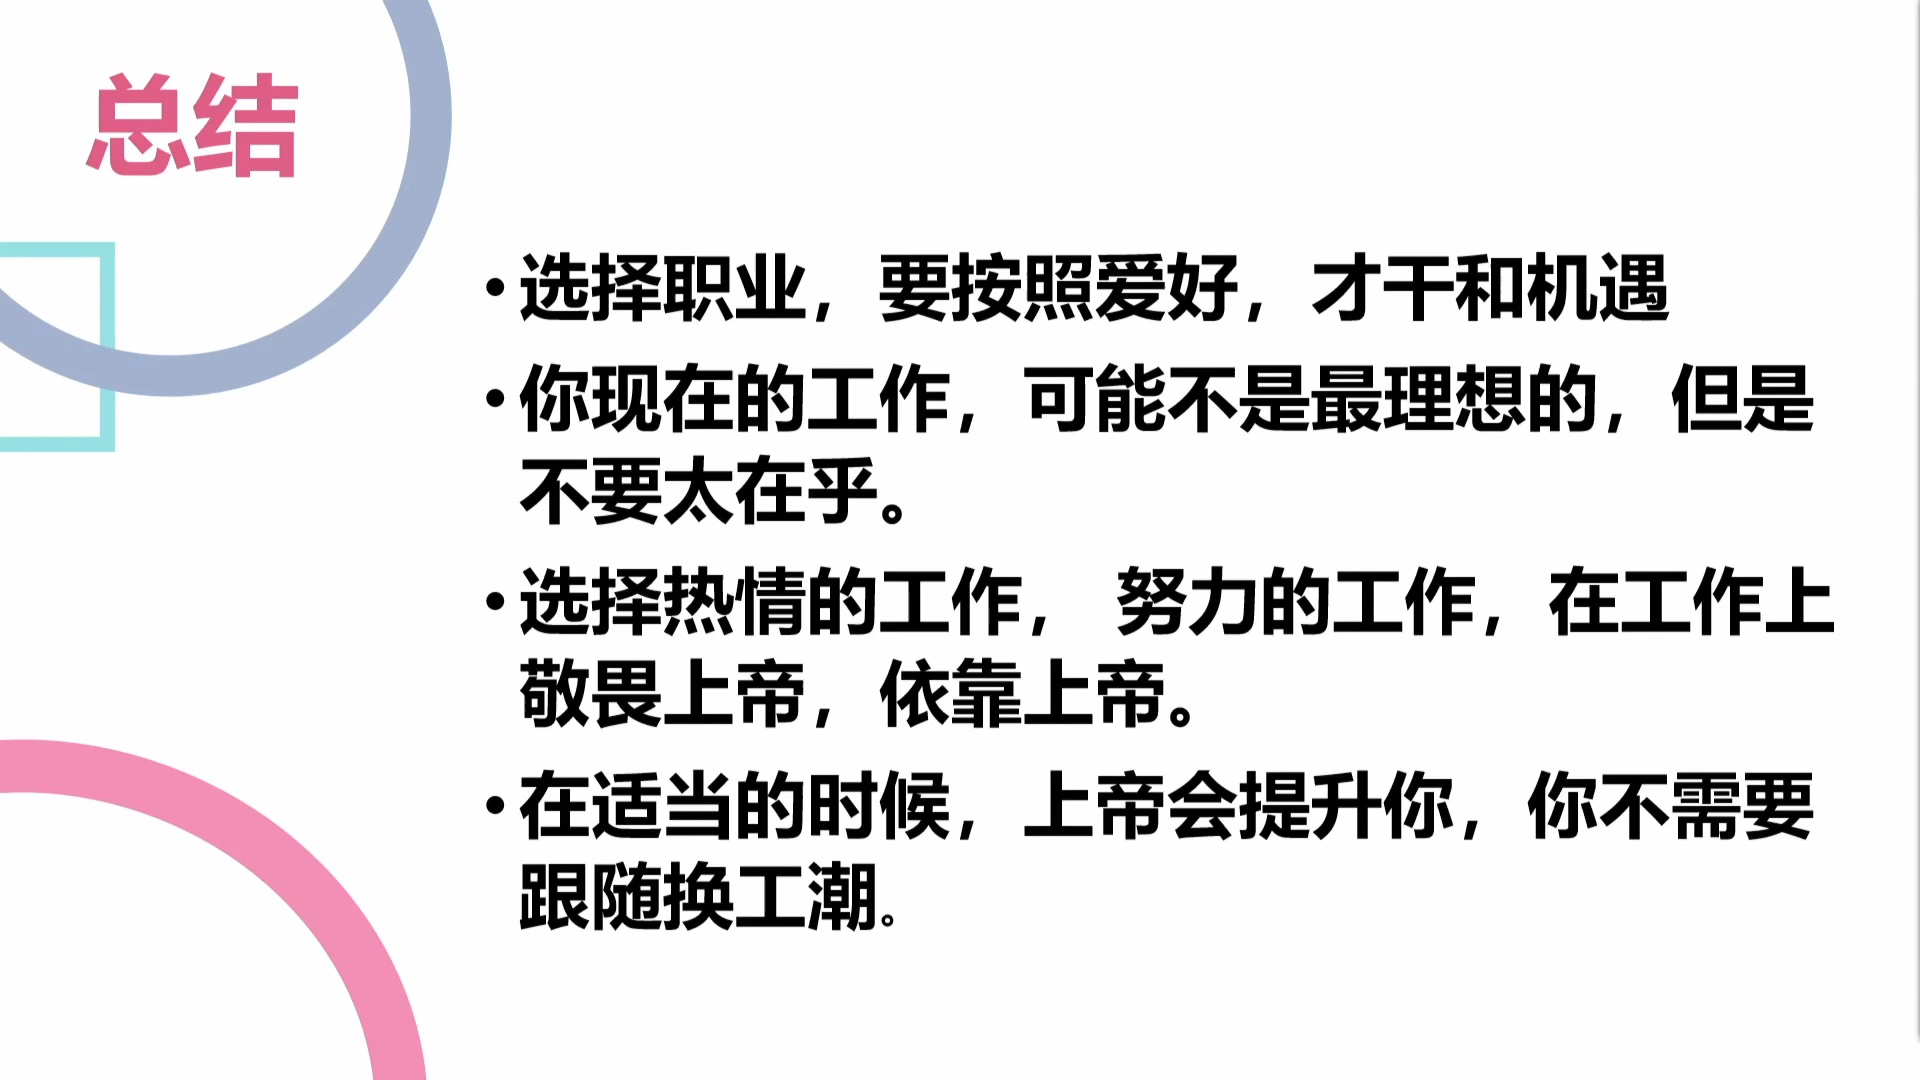 总结
•选择职业，要按照爱好，才干和机遇
•你现在的工作，可能不是最理想的，但是
不要太在乎。
•选择热情的工作， 努力的工作，在工作上
敬畏上帝，依靠上帝。
•在适当的时候，上帝会提升你，你不需要
跟随换工潮。